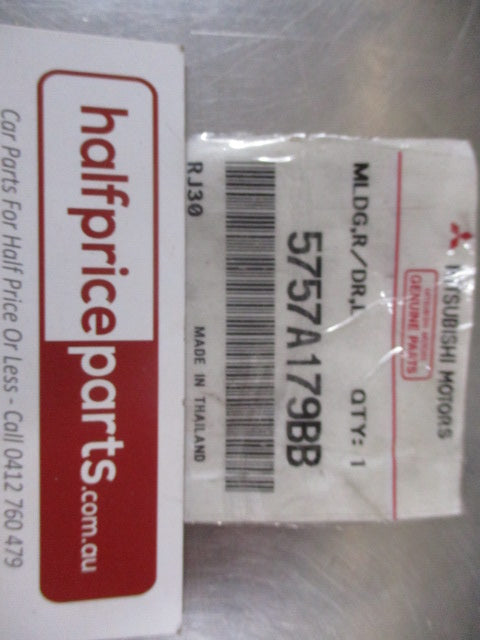 MITSUBISHI MOTORS
GENUINE PARTS
MLDG,R/DR,L QTY: 1
5757A179BB
RJ30 MADE IN THAILAND
halfpriceparts.com.au
Car Parts For Half Price Or Less - Call 0412 760 479